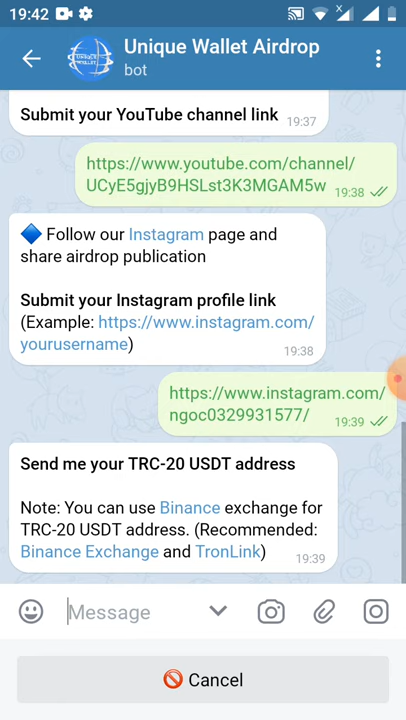 19:42
Unique Wallet Airdrop
bot
UNIQUE
WALLET
Submit your YouTube channel link
19:37
https://www.youtube.com/channel/
UCyE5gjyB9HSLst3K3MGAM5w
19:38
Follow our Instagram page and
share airdrop publication
Submit your Instagram profile link
(Example: https://www.instagram.com/
yourusername)
19:38
https://www.instagram.com/
ngoc0329931577/
19:39
Send me your TRC-20 USDT address
Note: You can use Binance exchange for
TRC-20 USDT address. (Recommended:
Binance Exchange and TronLink)
19:39
Message
Cancel